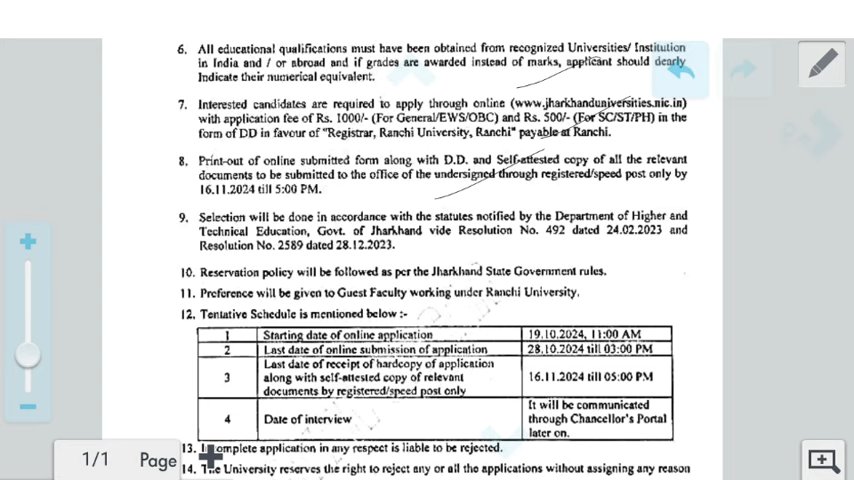 6. All educational qualifications must have been obtained from recognized Universities/ Institution
in India and / or abroad and if grades are awarded instead of marks, applicant should dearly
Indicate their numerical equivalent.
7. Interested candidates are required to apply through online (www.jharkhanduniversities.nic.in)
with application fee of Rs. 1000/- (For General/EWS/OBC) and Rs. 500/- (For SC/ST/PH) in the
form of DD in favour of "Registrar, Ranchi University, Ranchi" payable at Ranchi.
8. Print-out of online submitted form along with D.D. and Self-attested copy of all the relevant
documents to be submitted to the office of the undersigned through registered/speed post only by
16.11.2024 till 5:00 PM.
9. Selection will be done in accordance with the statutes notified by the Department of Higher and
Technical Education, Govt. of Jharkhand vide Resolution No. 492 dated 24.02.2023 and
Resolution No. 2589 dated 28.12.2023.
10. Reservation policy will be followed as per the Jharkhand State Government rules.
11. Preference will be given to Guest Faculty working under Ranchi University.
12. Tentative Schedule is mentioned below :-
1 Starting date of online application 19.10.2024, 11:00 AM
2 Last date of online submission of application 28.10.2024 till 03:00 PM
3 Last date of receipt of hardcopy of application
along with self-attested copy of relevant
documents by registered/speed post only 16.11.2024 till 05:00 PM
4 Date of interview It will be communicated
through Chancellor's Portal
later on.
13. Incomplete application in any respect is liable to be rejected.
14. The University reserves the right to reject any or all the applications without assigning any reason
1/1 Page